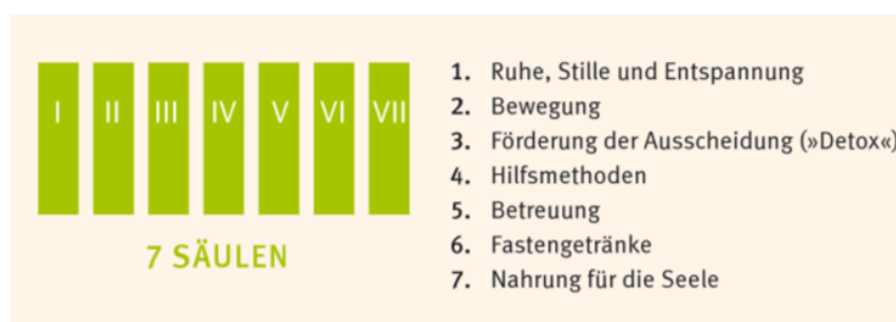 I II III IV V VI VII
7 SÄULEN
1. Ruhe, Stille und Entspannung
2. Bewegung
3. Förderung der Ausscheidung (»Detox«)
4. Hilfsmethoden
5. Betreuung
6. Fastengetränke
7. Nahrung für die Seele